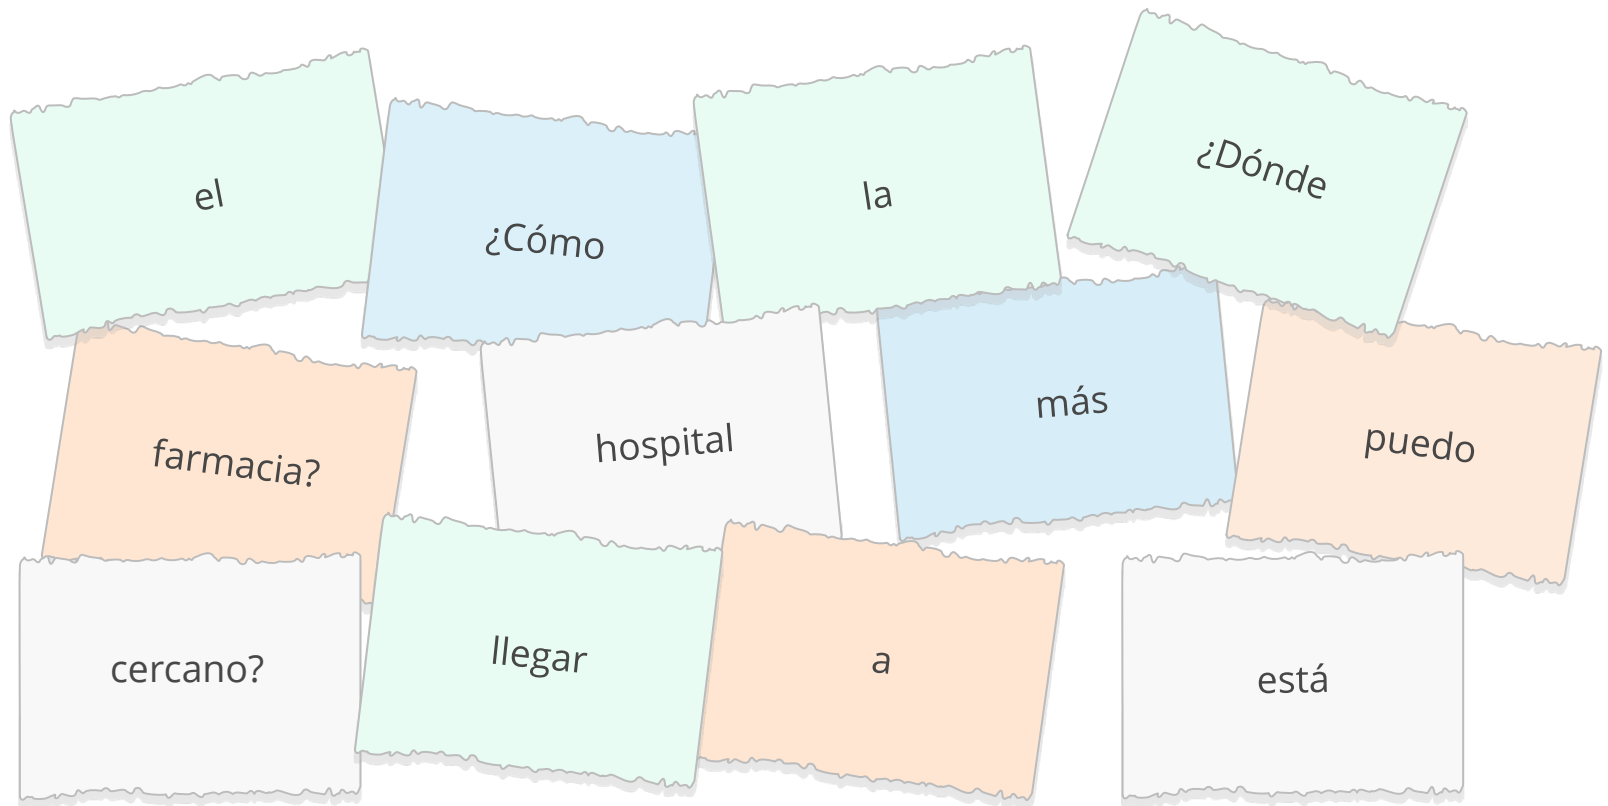 el
¿Cómo
la
¿Dónde
farmacia?
hospital
más
puedo
cercano?
llegar
a
está